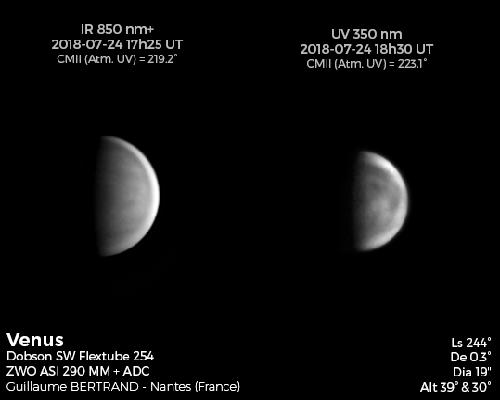 IR 850 nm+
2018-07-24 17h25 UT
CMII (Atm. UV) = 219.2°
UV 350 nm
2018-07-24 18h30 UT
CMII (Atm. UV) = 223.1°
Venus
Dobson SW Flextube 254
ZWO ASI 290 MM + ADC
Guillaume BERTRAND - Nantes (France)
Ls 244°
De 0.3°
Dia 19"
Alt 39° & 30°